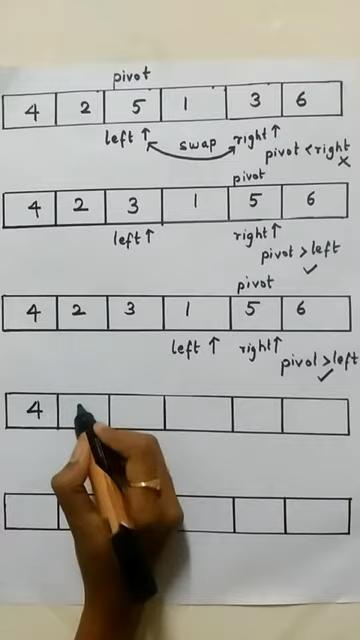 pivot
4 2 5 1 3 6
left ↑ swap right ↑
pivot < right
x
pivot
4 2 3 1 5 6
left ↑ right ↑
pivot > left
✓
pivot
4 2 3 1 5 6
left ↑ right ↑
pivot > left
✓
4